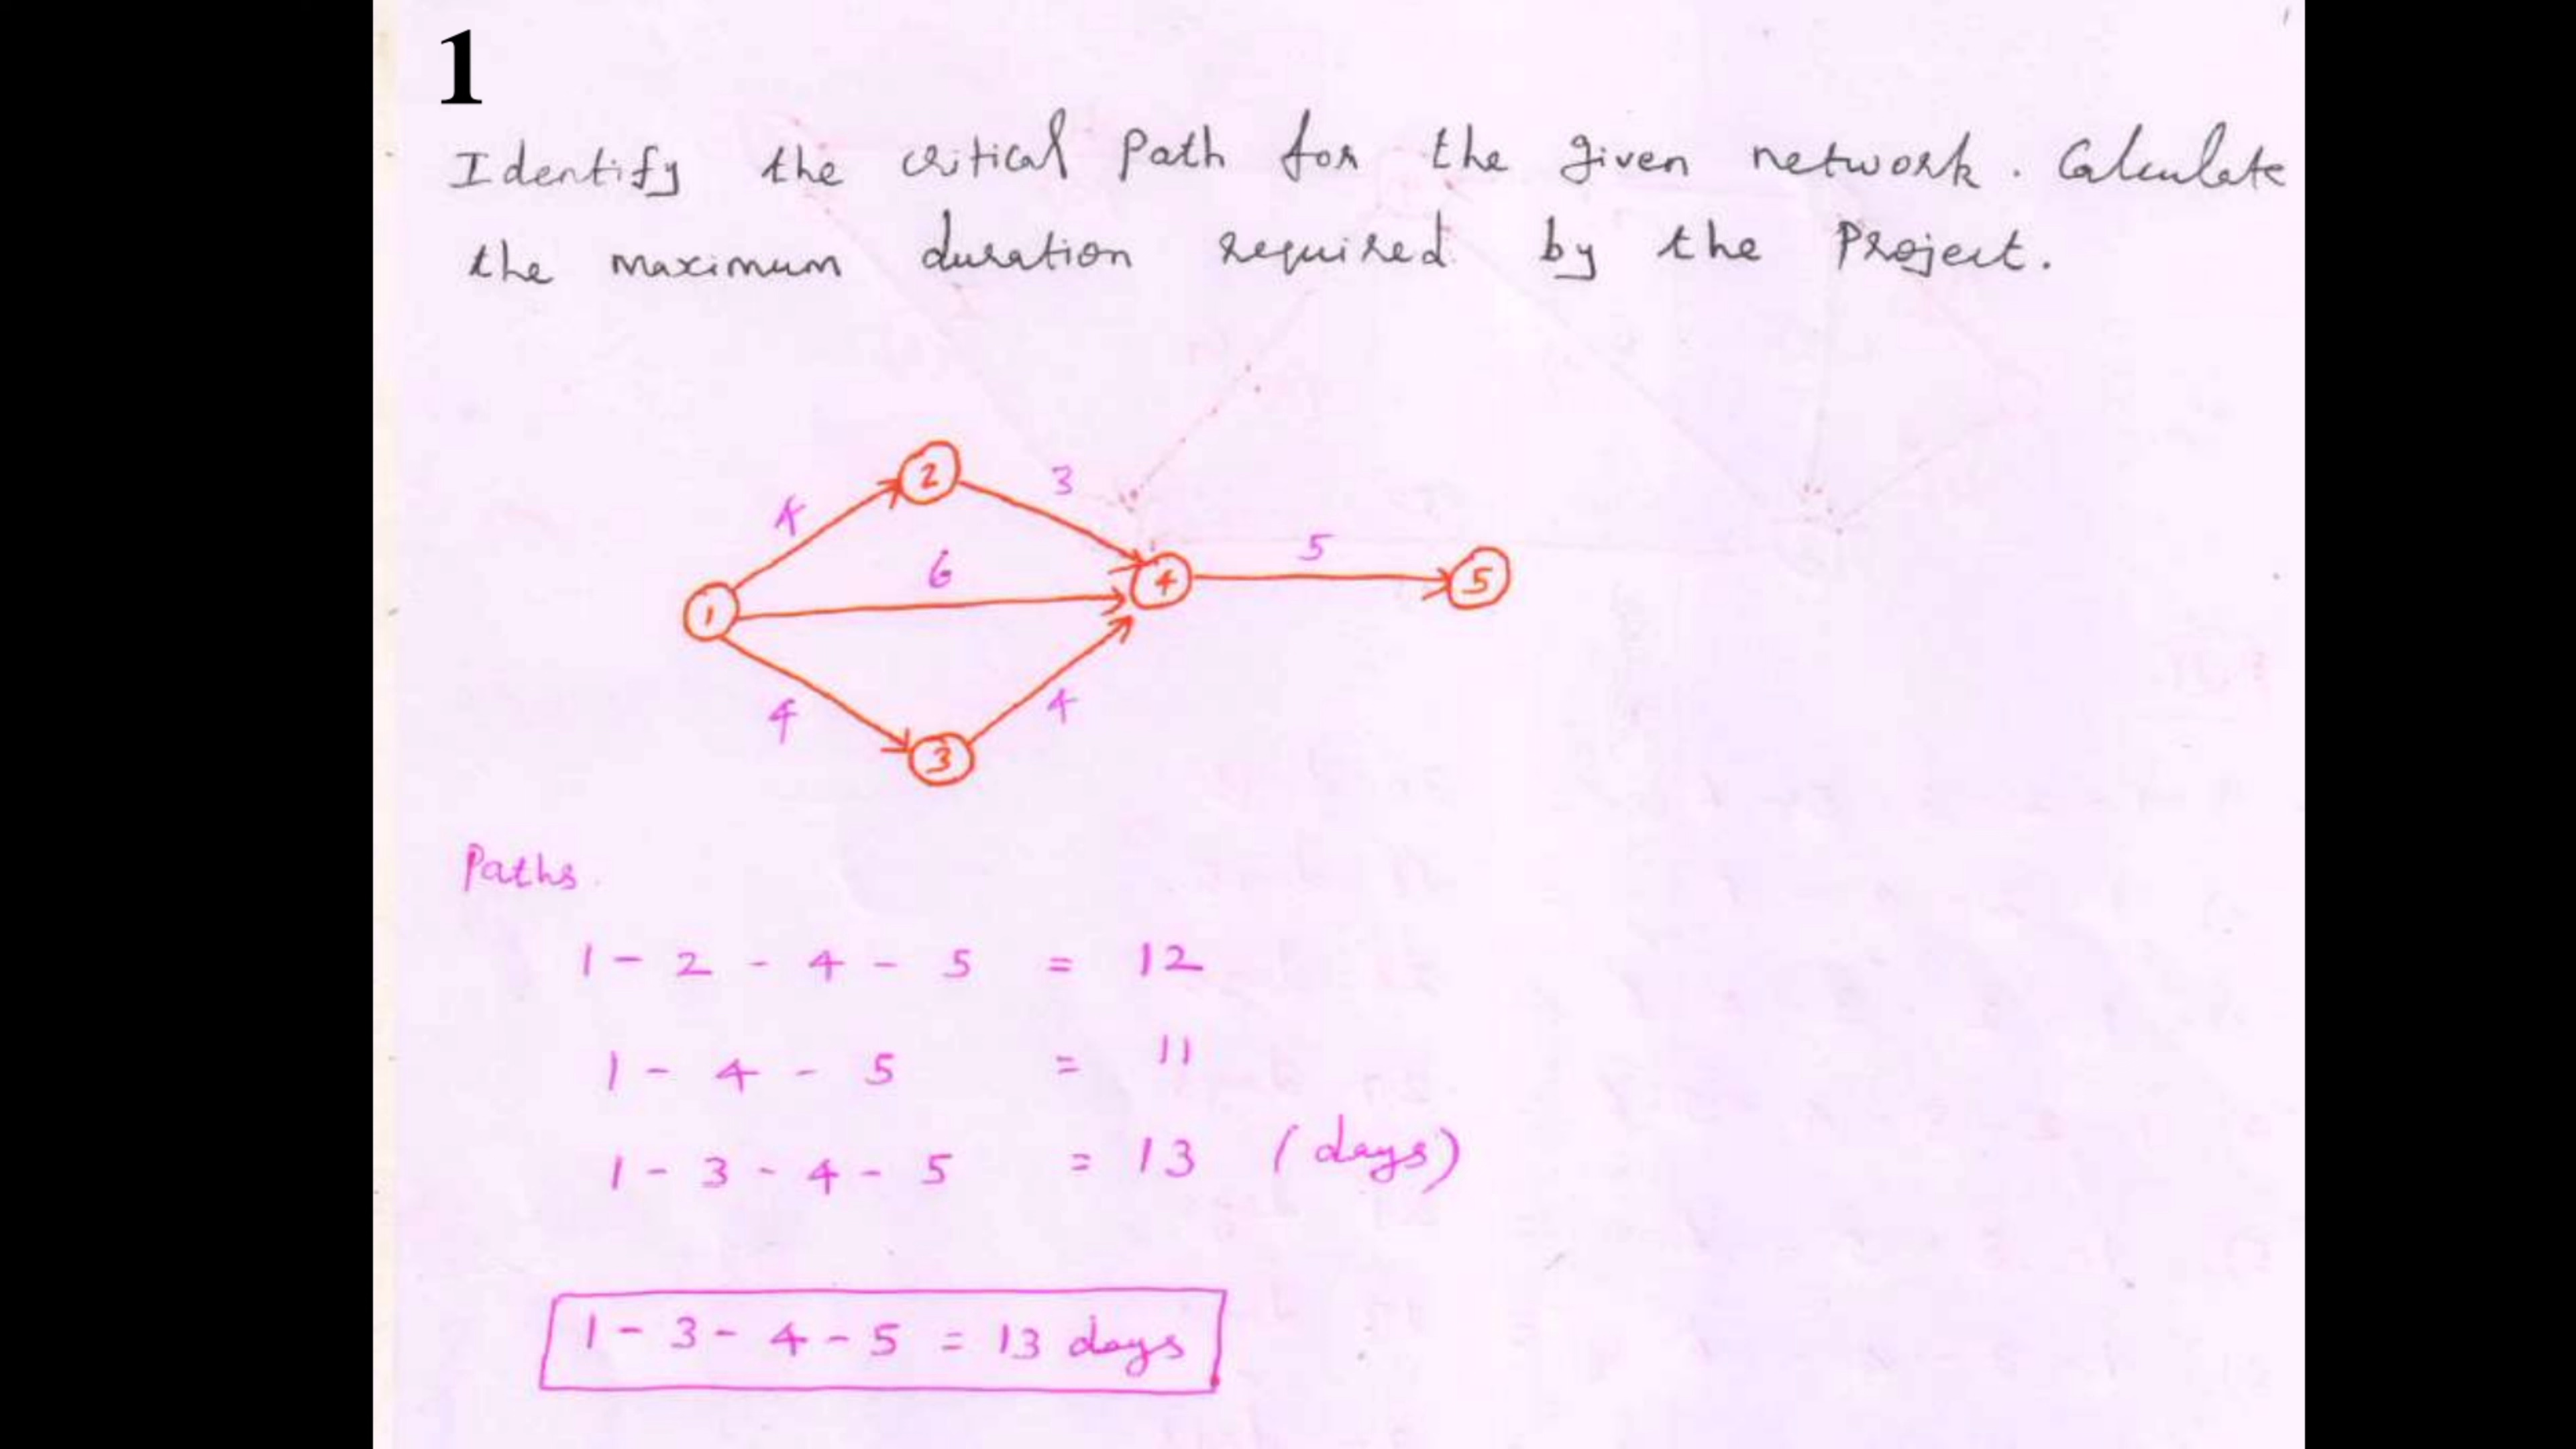 1
Identify the critical Path for the given network. Calculate
the maximum duration required by the Project.
2
3
4
6
5
1
4
5
4
4
3
Paths.
1 - 2 - 4 - 5 = 12
1 - 4 - 5 = 11
1 - 3 - 4 - 5 = 13 (days)
1 - 3 - 4 - 5 = 13 days